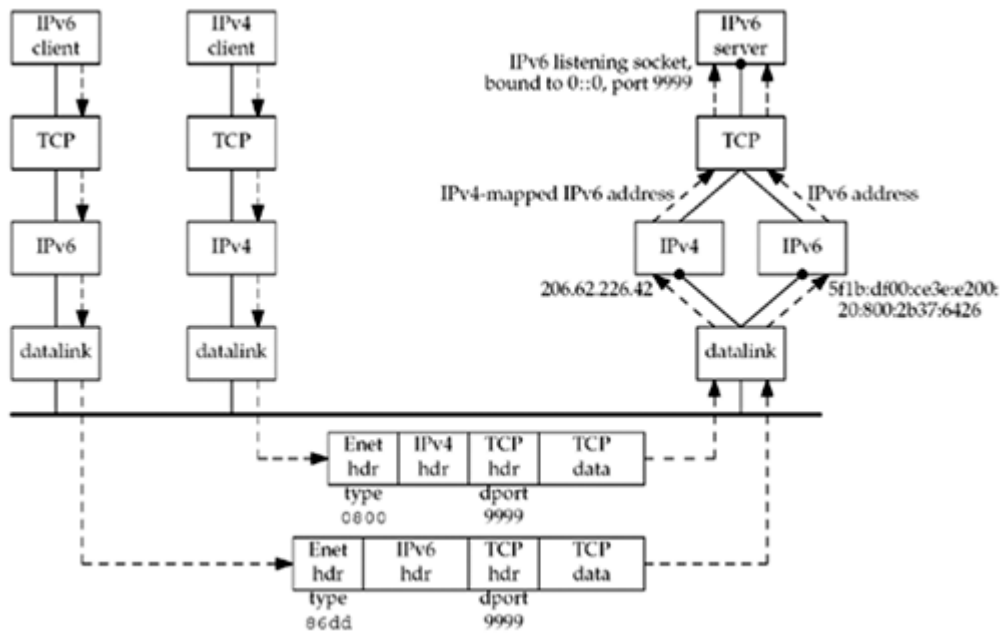 IPv6
client
IPv4
client
IPv6
server
IPv6 listening socket,
bound to 0::0, port 9999
TCP
TCP
TCP
IPv4-mapped IPv6 address
IPv6 address
IPv6
IPv4
IPv4
IPv6
206.62.226.42
5f1b:df00:ce3e:e200:
20:800:2b37:6426
datalink
datalink
datalink
Enet
hdr
IPv4
hdr
TCP
hdr
TCP
data
type
0800
dport
9999
Enet
hdr
IPv6
hdr
TCP
hdr
TCP
data
type
86dd
dport
9999